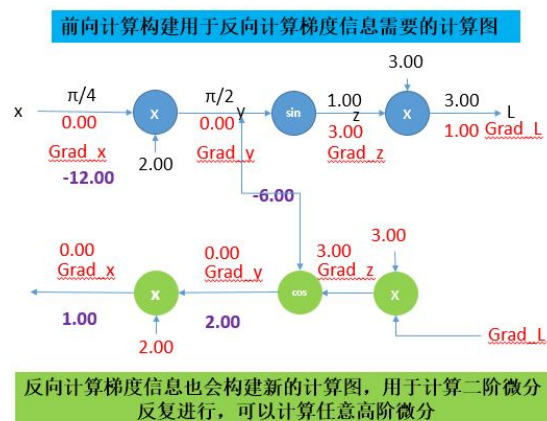 前向计算构建用于反向计算梯度信息需要的计算图
3.00
x π/4 X π/2 y sin 1.00 z X 3.00 L
0.00 0.00 3.00 1.00 Grad_L
Grad_x 2.00 Grad_y Grad_z
-12.00 -6.00
0.00 0.00 3.00 3.00
Grad_x Grad_y Grad_z
x cos X
1.00 2.00
2.00 Grad_L
反向计算梯度信息也会构建新的计算图，用于计算二阶微分
反复进行，可以计算任意高阶微分